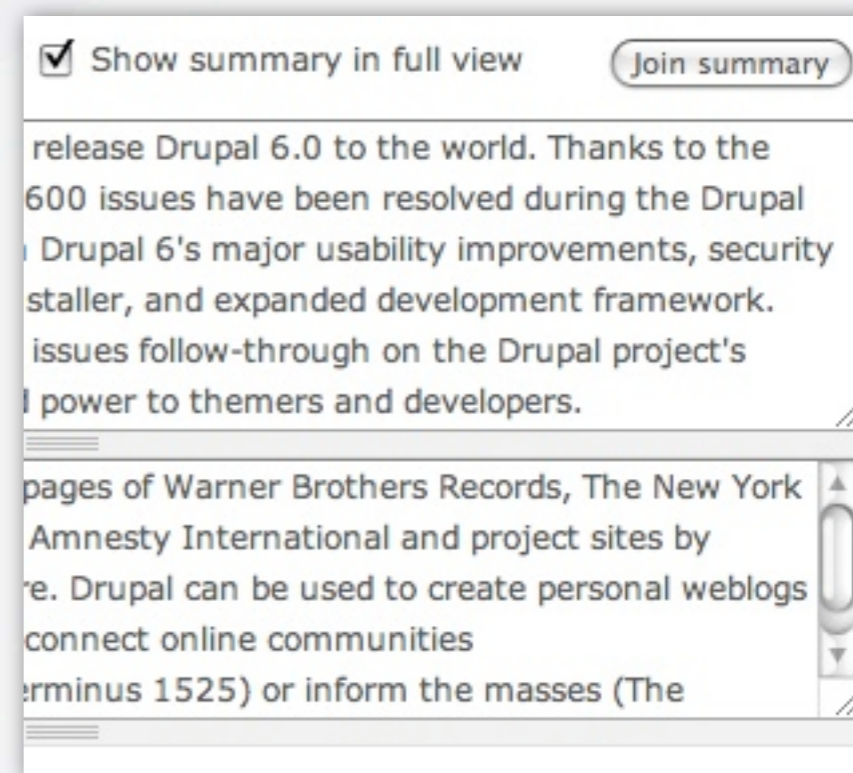 Show summary in full view Join summary
release Drupal 6.0 to the world. Thanks to the
600 issues have been resolved during the Drupal
Drupal 6's major usability improvements, security
staller, and expanded development framework.
issues follow-through on the Drupal project's
power to themers and developers.
pages of Warner Brothers Records, The New York
Amnesty International and project sites by
re. Drupal can be used to create personal weblogs
connect online communities
erminus 1525) or inform the masses (The